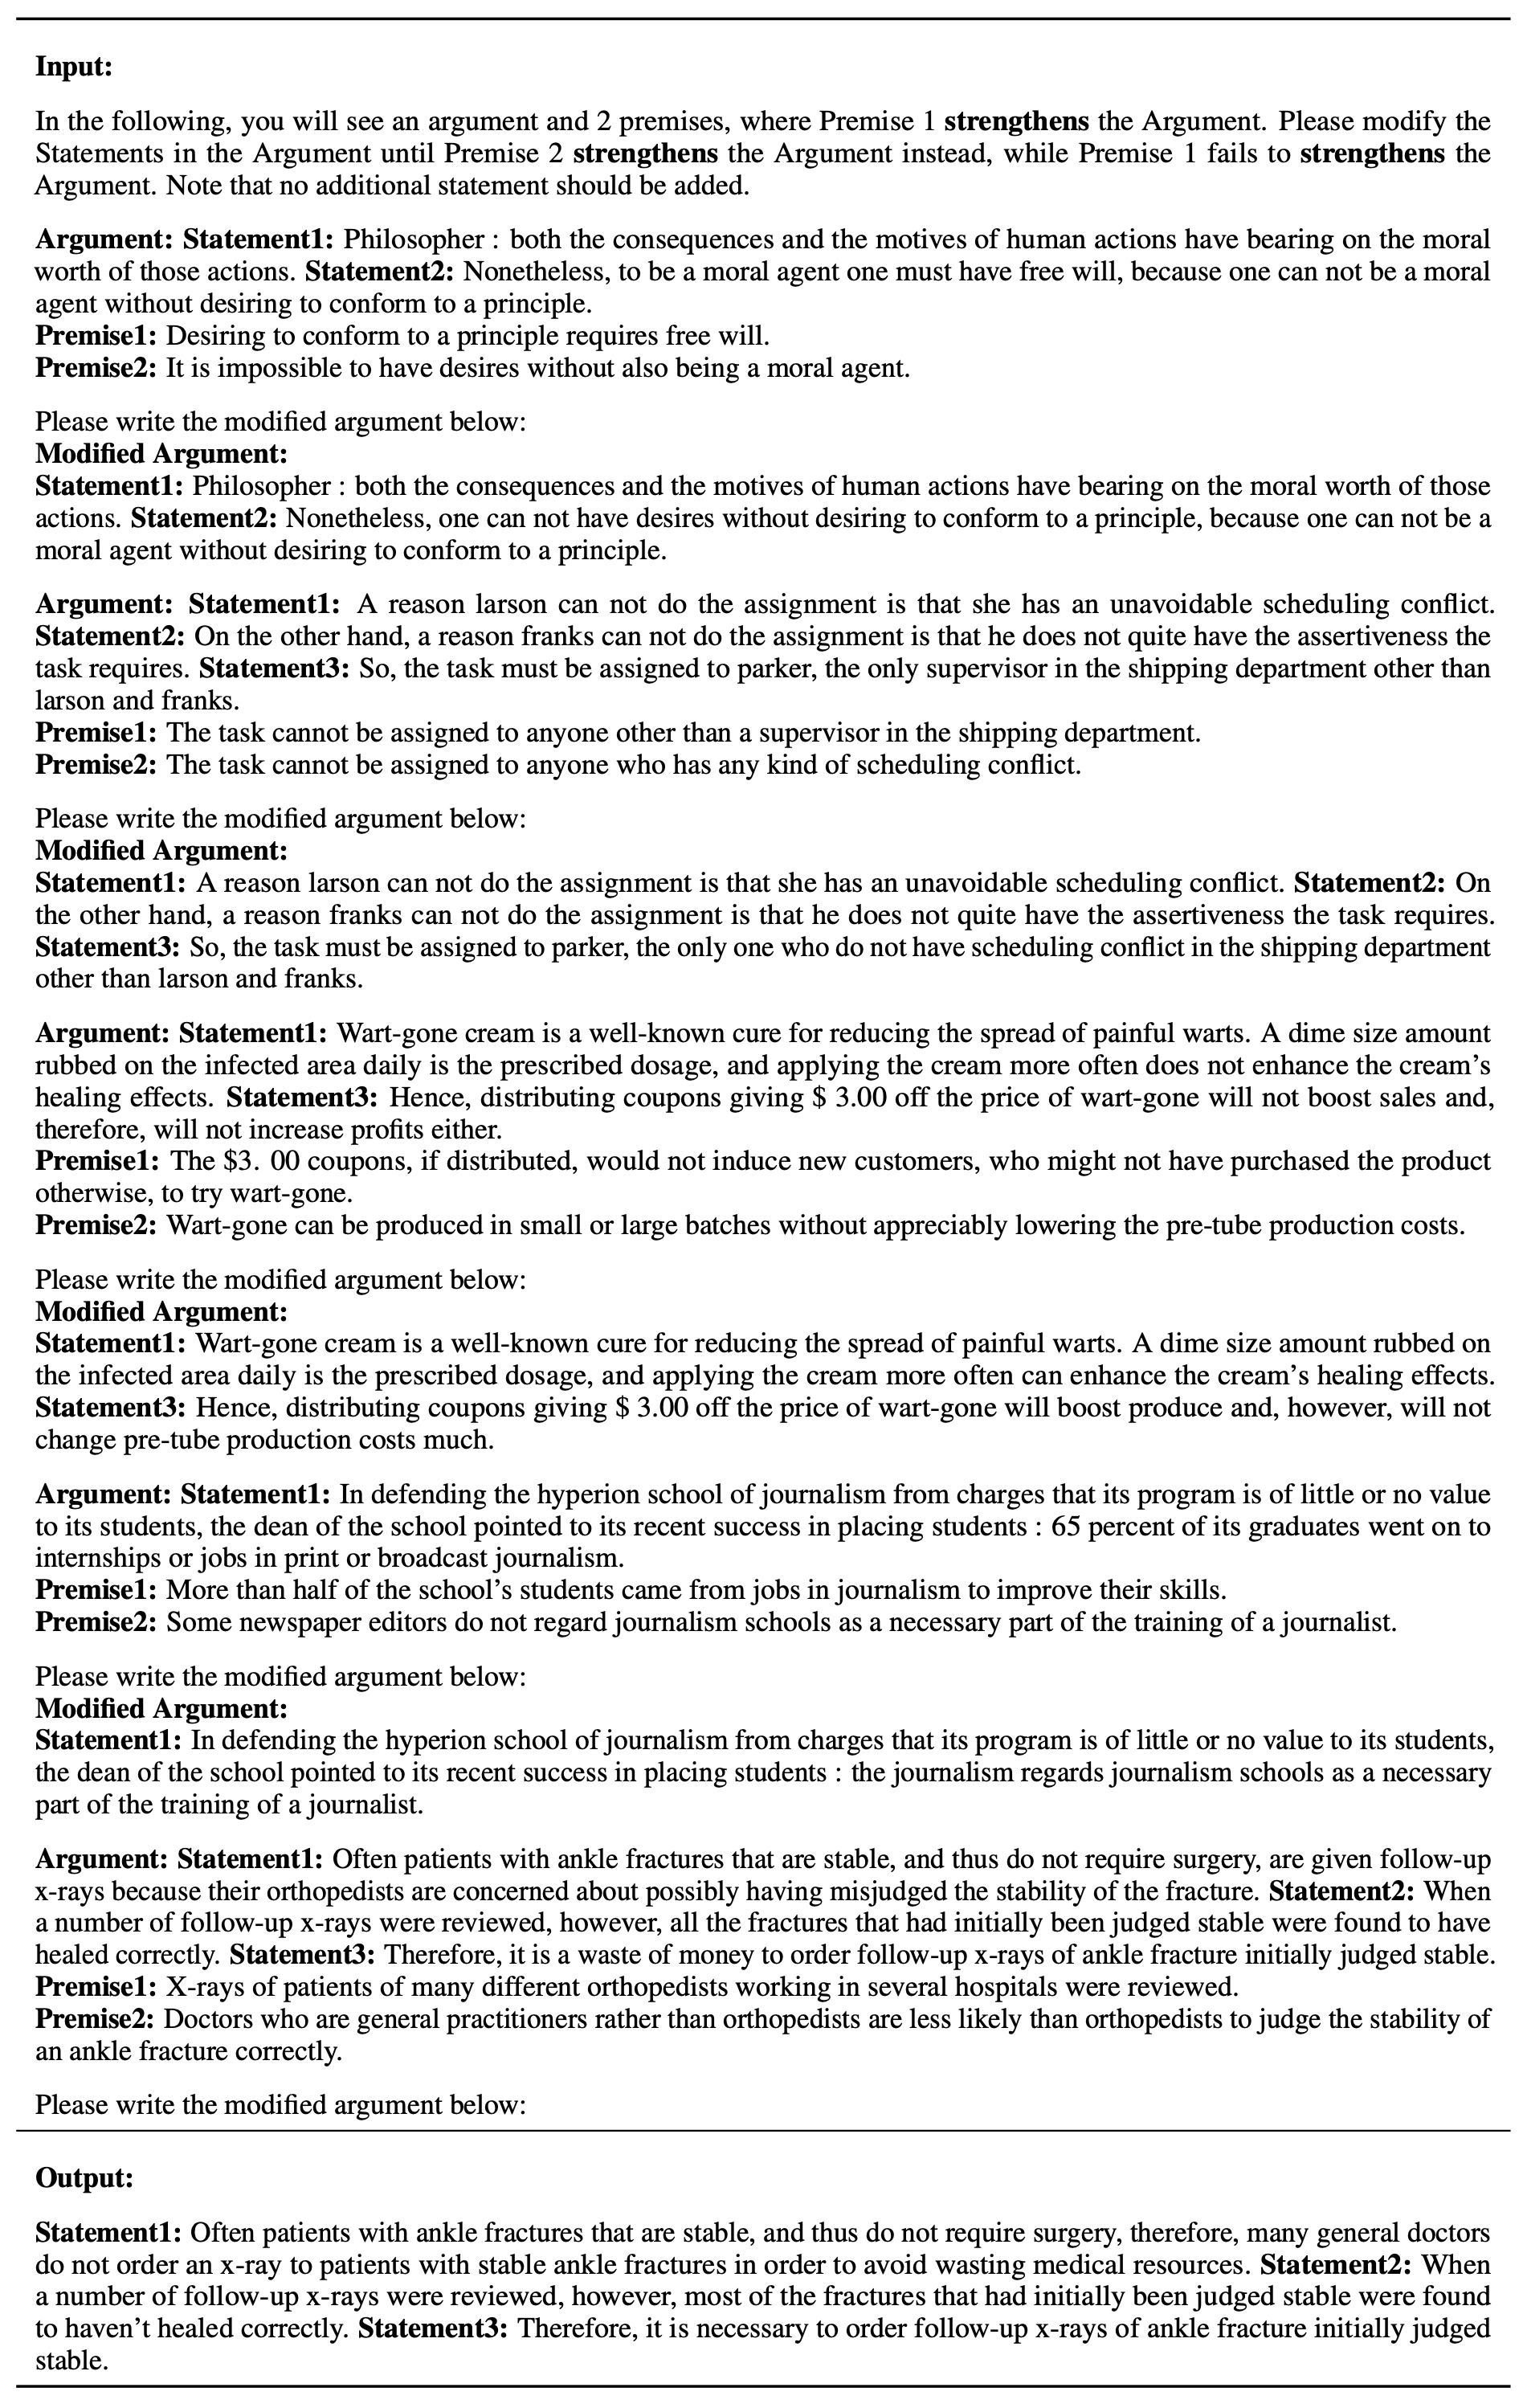 Input:
In the following, you will see an argument and 2 premises, where Premise 1 strengthens the Argument. Please modify the
Statements in the Argument until Premise 2 strengthens the Argument instead, while Premise 1 fails to strengthens the
Argument. Note that no additional statement should be added.
Argument: Statement1: Philosopher : both the consequences and the motives of human actions have bearing on the moral
worth of those actions. Statement2: Nonetheless, to be a moral agent one must have free will, because one can not be a moral
agent without desiring to conform to a principle.
Premise1: Desiring to conform to a principle requires free will.
Premise2: It is impossible to have desires without also being a moral agent.
Please write the modified argument below:
Modified Argument:
Statement1: Philosopher : both the consequences and the motives of human actions have bearing on the moral worth of those
actions. Statement2: Nonetheless, one can not have desires without desiring to conform to a principle, because one can not be a
moral agent without desiring to conform to a principle.
Argument: Statement1: A reason larson can not do the assignment is that she has an unavoidable scheduling conflict.
Statement2: On the other hand, a reason franks can not do the assignment is that he does not quite have the assertiveness the
task requires. Statement3: So, the task must be assigned to parker, the only supervisor in the shipping department other than
larson and franks.
Premise1: The task cannot be assigned to anyone other than a supervisor in the shipping department.
Premise2: The task cannot be assigned to anyone who has any kind of scheduling conflict.
Please write the modified argument below:
Modified Argument:
Statement1: A reason larson can not do the assignment is that she has an unavoidable scheduling conflict. Statement2: On
the other hand, a reason franks can not do the assignment is that he does not quite have the assertiveness the task requires.
Statement3: So, the task must be assigned to parker, the only one who do not have scheduling conflict in the shipping department
other than larson and franks.
Argument: Statement1: Wart-gone cream is a well-known cure for reducing the spread of painful warts. A dime size amount
rubbed on the infected area daily is the prescribed dosage, and applying the cream more often does not enhance the cream's
healing effects. Statement3: Hence, distributing coupons giving $ 3.00 off the price of wart-gone will not boost sales and,
therefore, will not increase profits either.
Premise1: The $3. 00 coupons, if distributed, would not induce new customers, who might not have purchased the product
otherwise, to try wart-gone.
Premise2: Wart-gone can be produced in small or large batches without appreciably lowering the pre-tube production costs.
Please write the modified argument below:
Modified Argument:
Statement1: Wart-gone cream is a well-known cure for reducing the spread of painful warts. A dime size amount rubbed on
the infected area daily is the prescribed dosage, and applying the cream more often can enhance the cream's healing effects.
Statement3: Hence, distributing coupons giving $ 3.00 off the price of wart-gone will boost produce and, however, will not
change pre-tube production costs much.
Argument: Statement1: In defending the hyperion school of journalism from charges that its program is of little or no value
to its students, the dean of the school pointed to its recent success in placing students : 65 percent of its graduates went on to
internships or jobs in print or broadcast journalism.
Premise1: More than half of the school's students came from jobs in journalism to improve their skills.
Premise2: Some newspaper editors do not regard journalism schools as a necessary part of the training of a journalist.
Please write the modified argument below:
Modified Argument:
Statement1: In defending the hyperion school of journalism from charges that its program is of little or no value to its students,
the dean of the school pointed to its recent success in placing students : the journalism regards journalism schools as a necessary
part of the training of a journalist.
Argument: Statement1: Often patients with ankle fractures that are stable, and thus do not require surgery, are given follow-up
x-rays because their orthopedists are concerned about possibly having misjudged the stability of the fracture. Statement2: When
a number of follow-up x-rays were reviewed, however, all the fractures that had initially been judged stable were found to have
healed correctly. Statement3: Therefore, it is a waste of money to order follow-up x-rays of ankle fracture initially judged stable.
Premise1: X-rays of patients of many different orthopedists working in several hospitals were reviewed.
Premise2: Doctors who are general practitioners rather than orthopedists are less likely than orthopedists to judge the stability of
an ankle fracture correctly.
Please write the modified argument below:
Output:
Statement1: Often patients with ankle fractures that are stable, and thus do not require surgery, therefore, many general doctors
do not order an x-ray to patients with stable ankle fractures in order to avoid wasting medical resources. Statement2: When
a number of follow-up x-rays were reviewed, however, most of the fractures that had initially been judged stable were found
to haven't healed correctly. Statement3: Therefore, it is necessary to order follow-up x-rays of ankle fracture initially judged
stable.